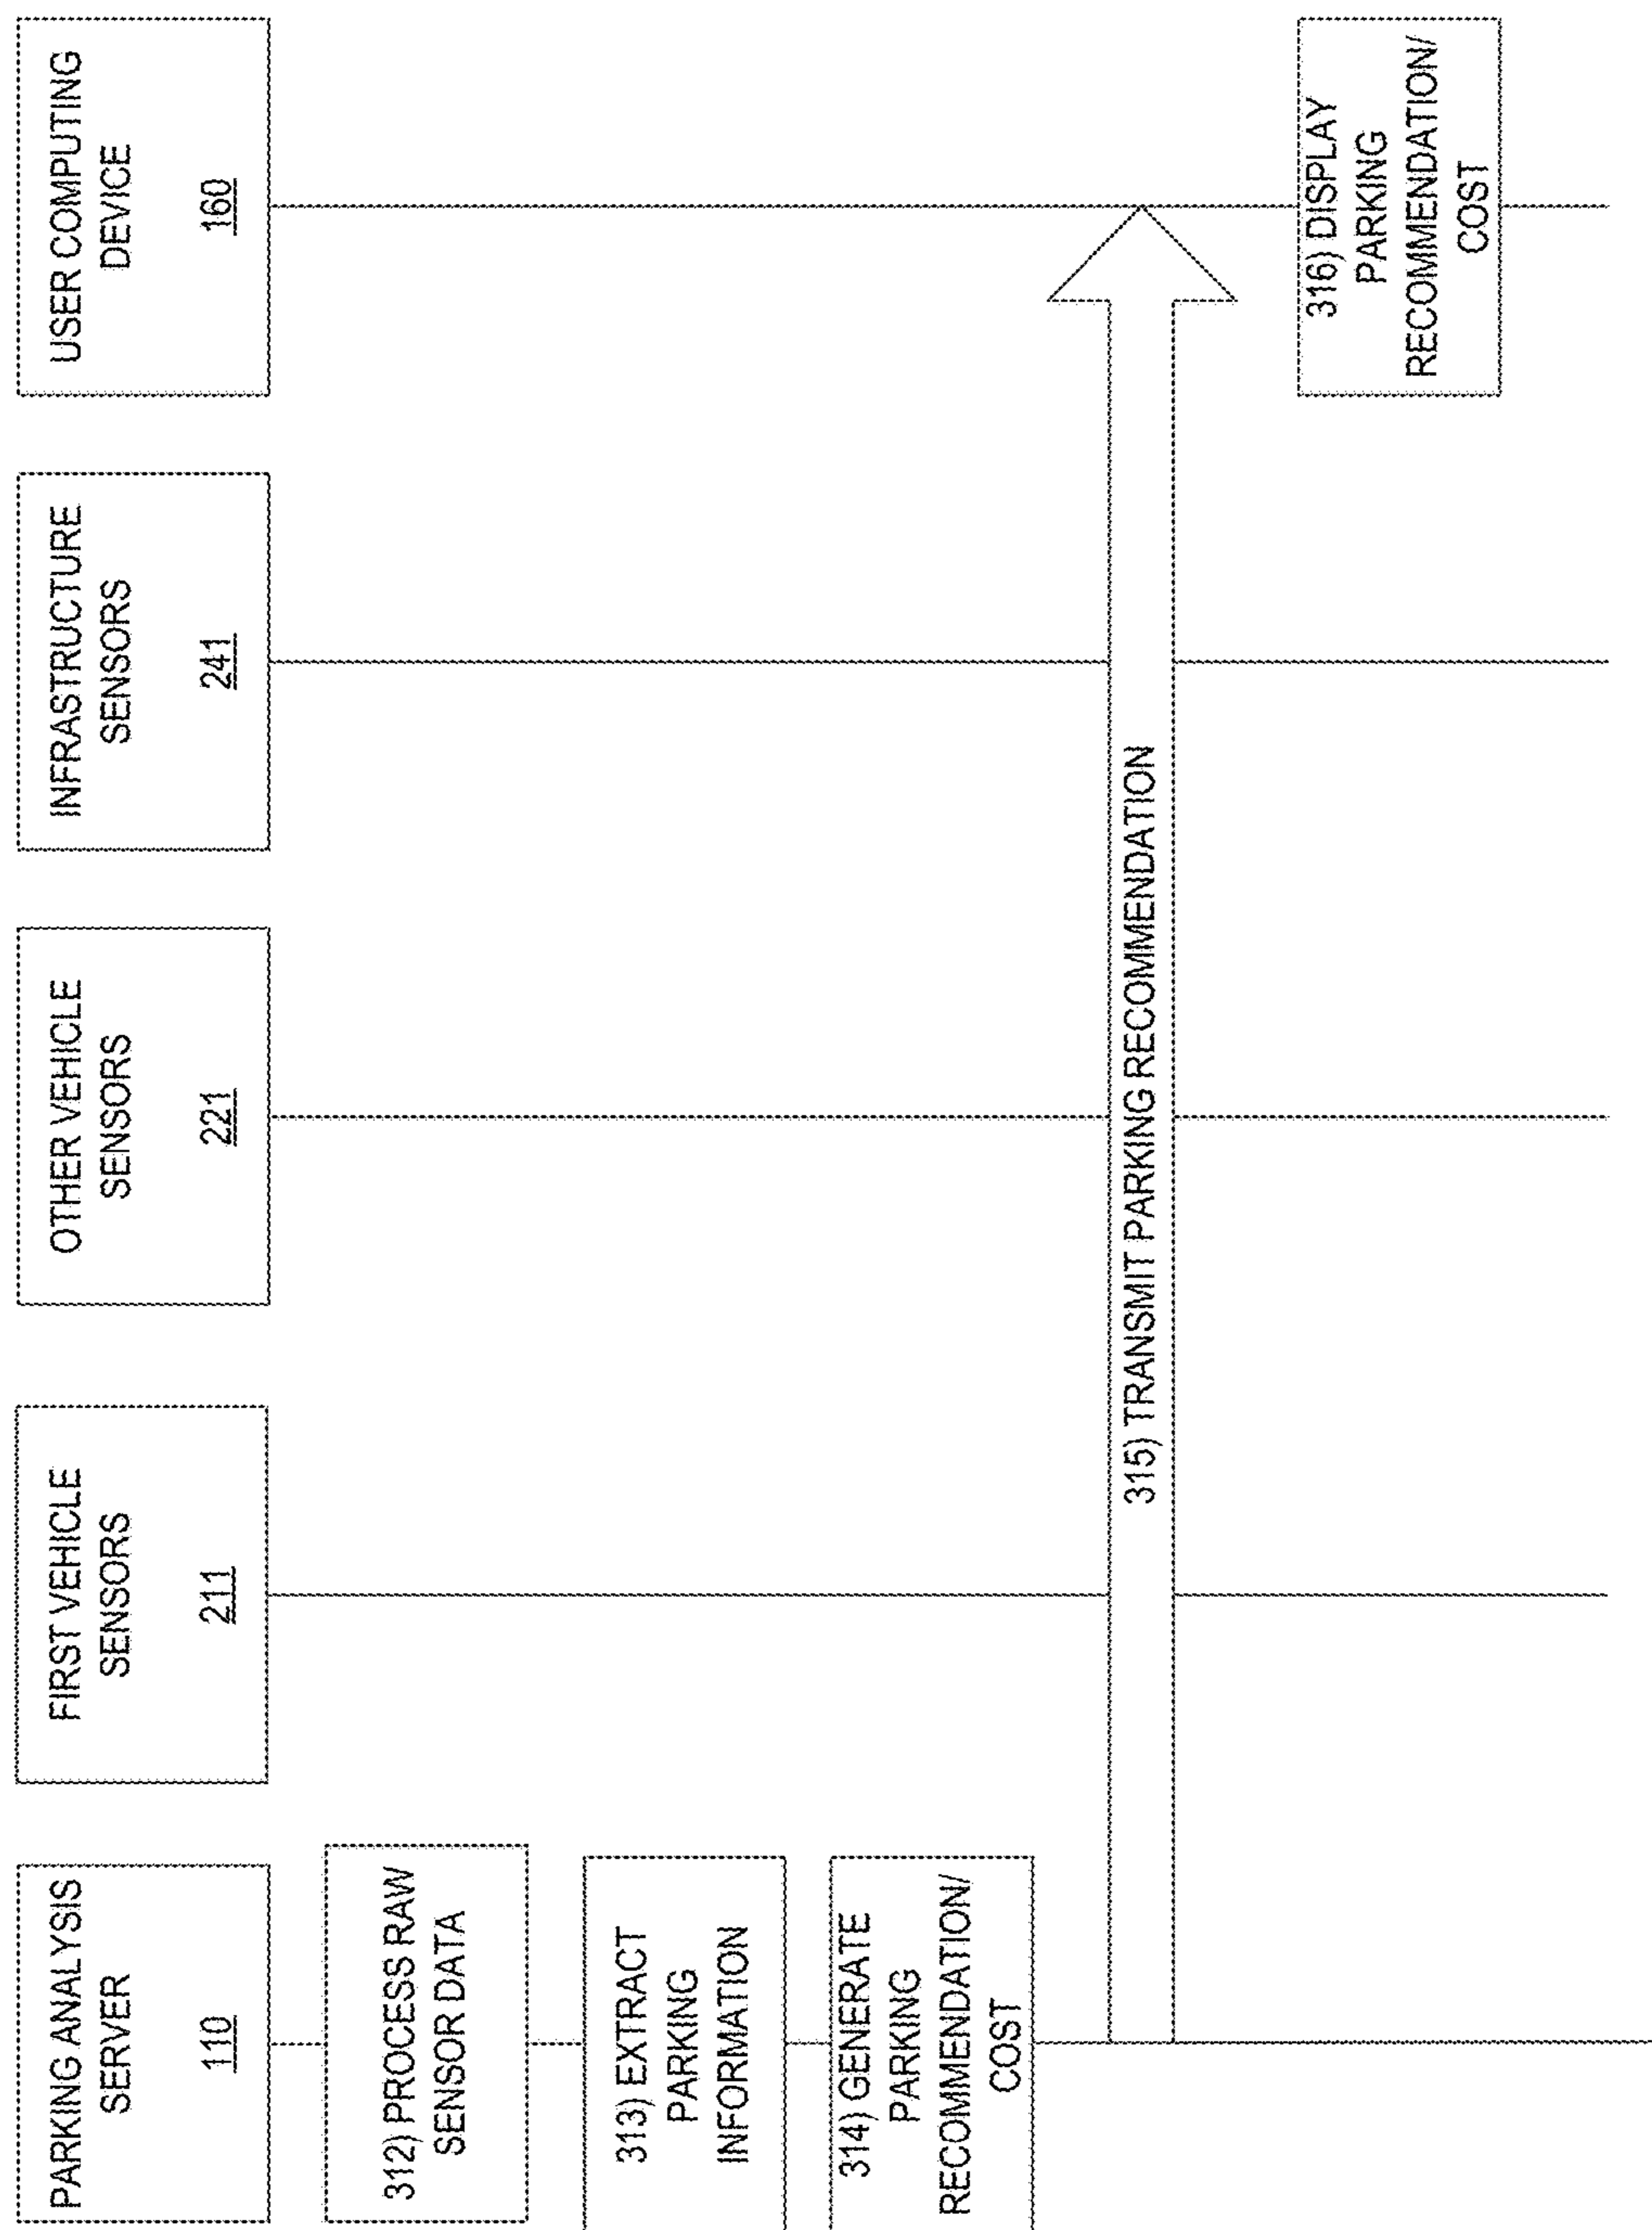 PARKING ANALYSIS
SERVER
110
FIRST VEHICLE
SENSORS
211
OTHER VEHICLE
SENSORS
221
INFRASTRUCTURE
SENSORS
241
USER COMPUTING
DEVICE
160
312) PROCESS RAW
SENSOR DATA
313) EXTRACT
PARKING
INFORMATION
314) GENERATE
PARKING
RECOMMENDATION/
COST
315) TRANSMIT PARKING RECOMMENDATION
316) DISPLAY
PARKING
RECOMMENDATION/
COST